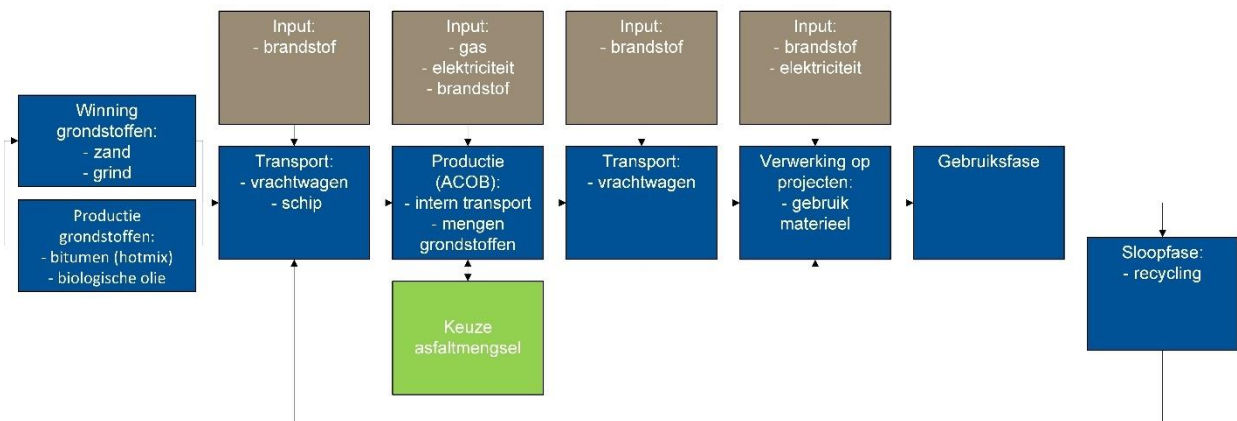 Input:
- brandstof
Input:
- gas
- elektriciteit
- brandstof
Input:
- brandstof
Input:
- brandstof
- elektriciteit
Winning
grondstoffen:
- zand
- grind
Productie
grondstoffen:
- bitumen (hotmix)
- biologische olie
Transport:
- vrachtwagen
- schip
Productie
(ACOB):
- intern transport
- mengen
grondstoffen
Transport:
- vrachtwagen
Verwerking op
projecten:
- gebruik
materieel
Gebruiksfase
Sloopfase:
- recycling
Keuze
asfaltmengsel